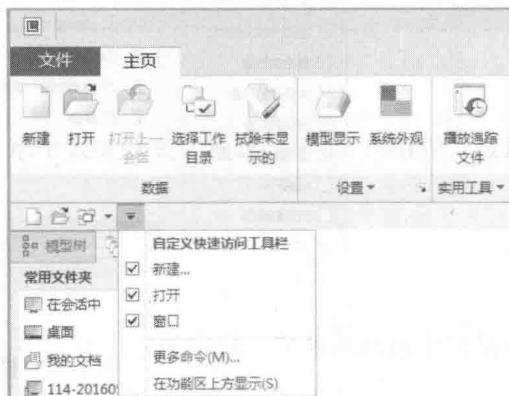 文件 主页
新建 打开 打开上一会话 选择工作目录 拭除未显示的 模型显示 系统外观 播放追踪文件
数据 设置 实用工具
模型树
自定义快速访问工具栏
常用文件夹
新建...
在会话中
打开
桌面
窗口
我的文档
更多命令(M)...
114-20160
在功能区上方显示(S)